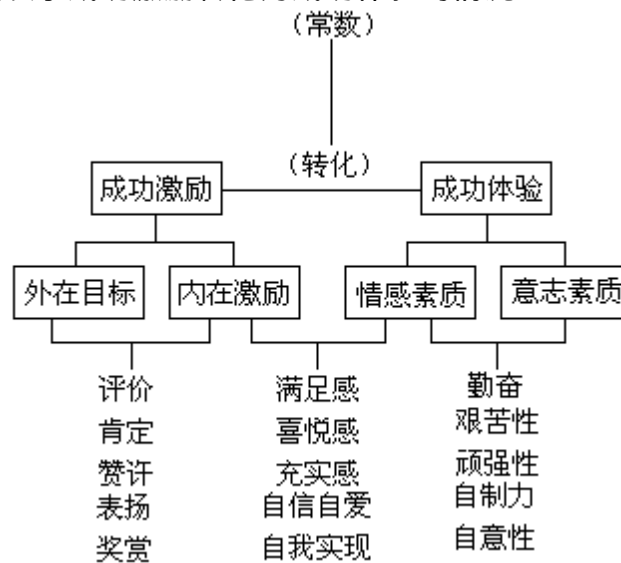 （常数）
（转化）
成功激励 成功体验
外在目标 内在激励 情感素质 意志素质
评价 满足感 勤奋
肯定 喜悦感 艰苦性
赞许 充实感 顽强性
表扬 自信自爱 自制力
奖赏 自我实现 自意性